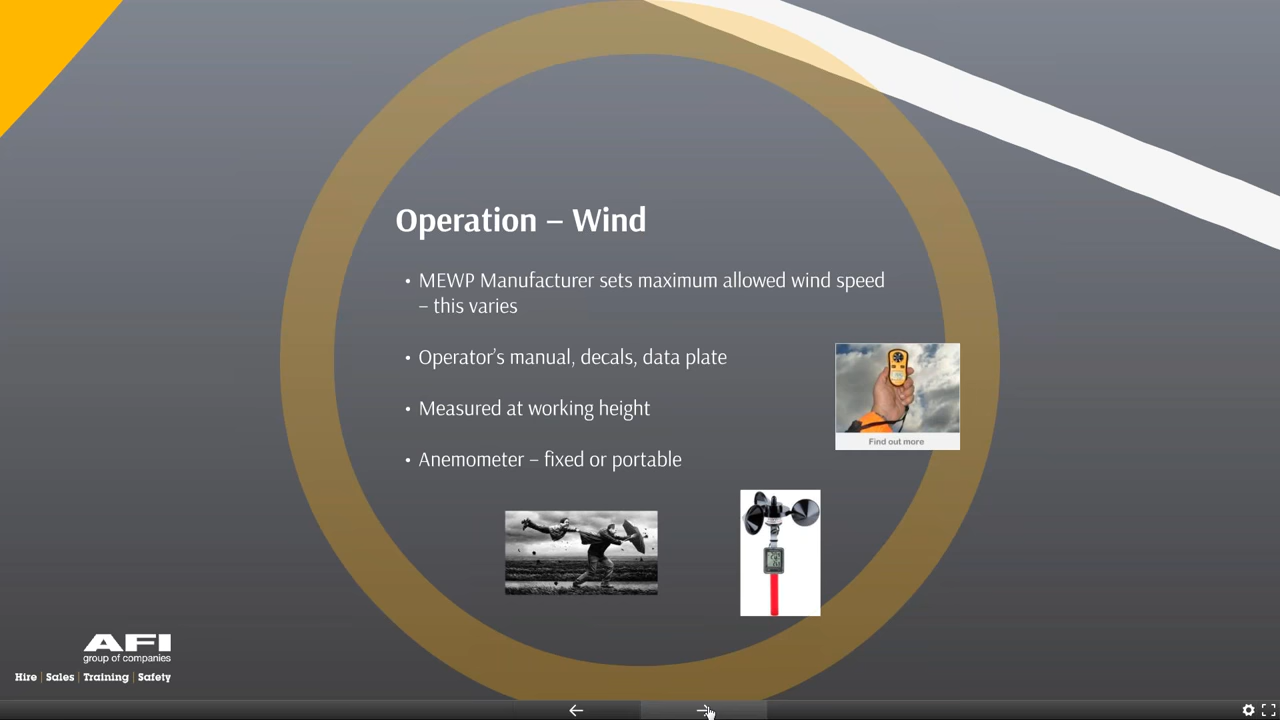 Operation – Wind
• MEWP Manufacturer sets maximum allowed wind speed
– this varies
• Operator's manual, decals, data plate
• Measured at working height
• Anemometer – fixed or portable
Find out more
AFI
group of companies
Hire | Sales | Training | Safety